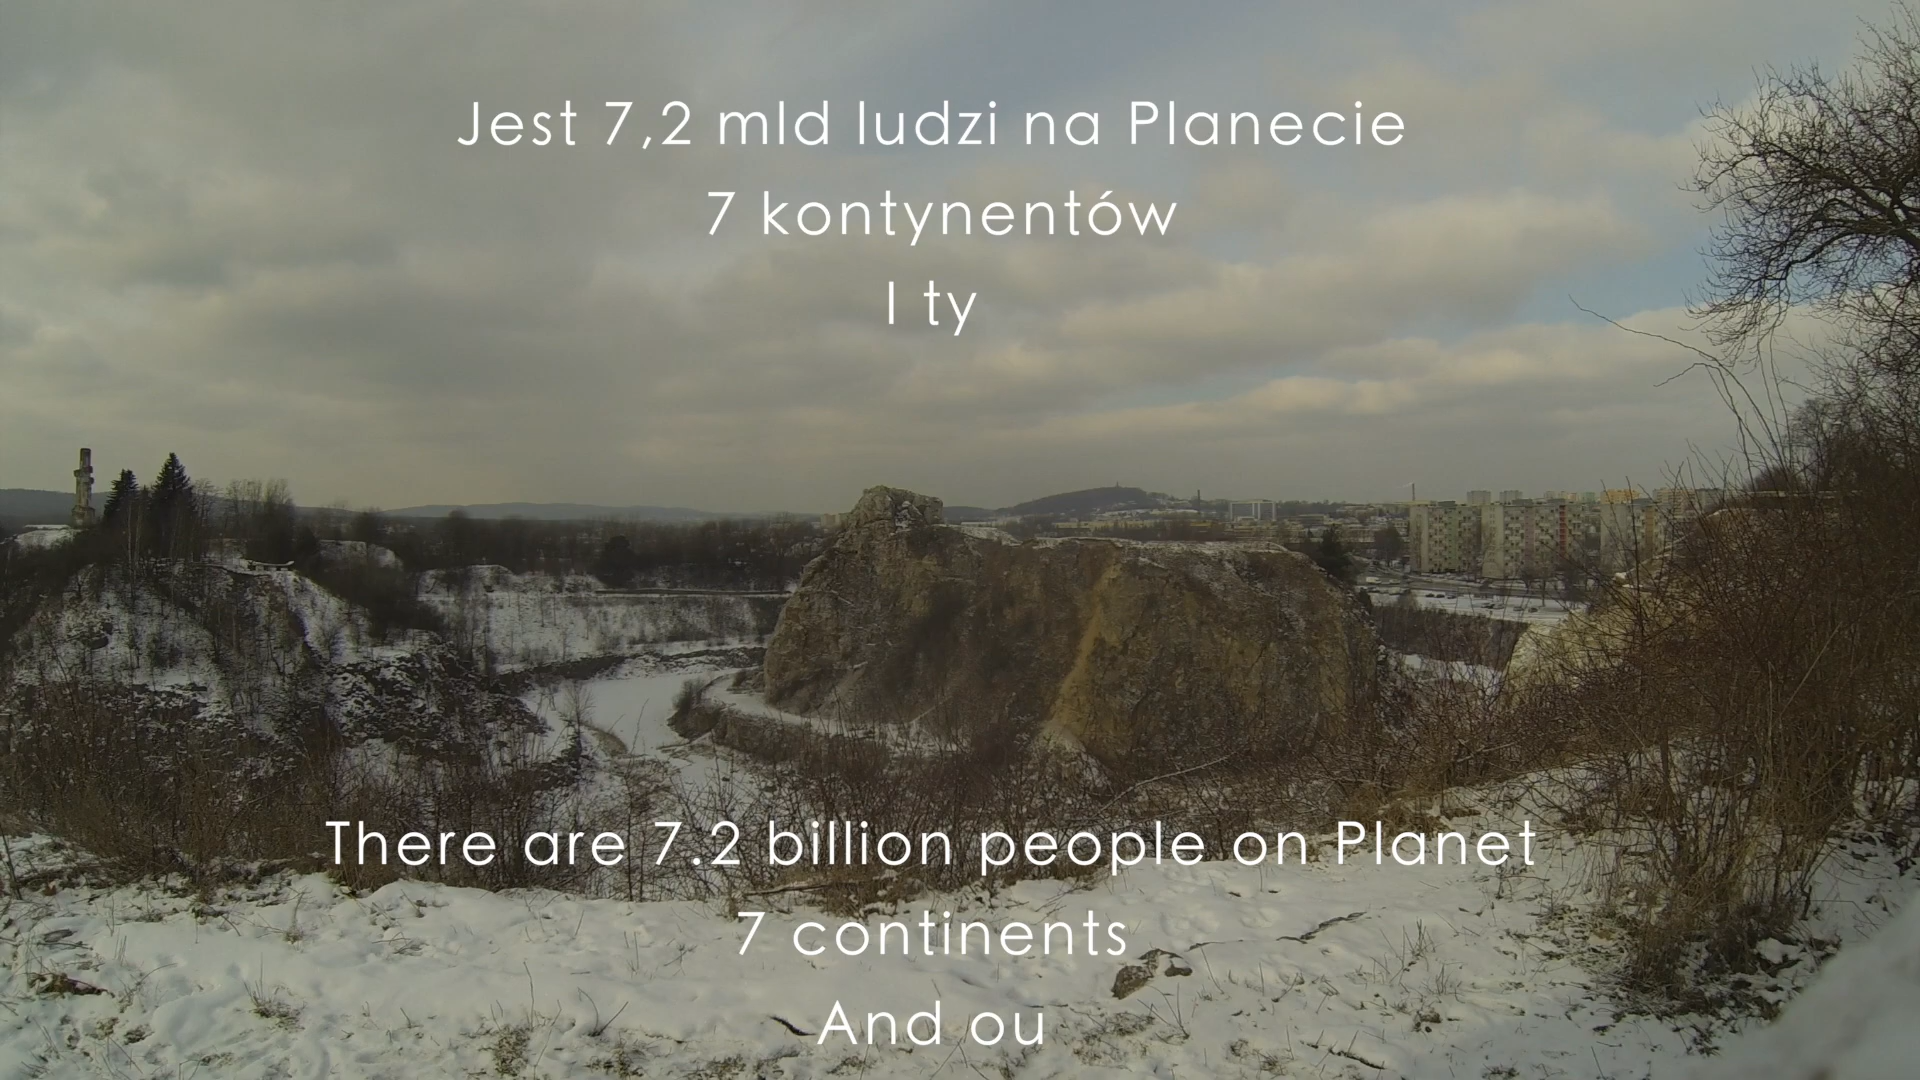 Jest 7,2 mld ludzi na Planecie
7 kontynentów
I ty
There are 7.2 billion people on Planet
7 continents
And ou